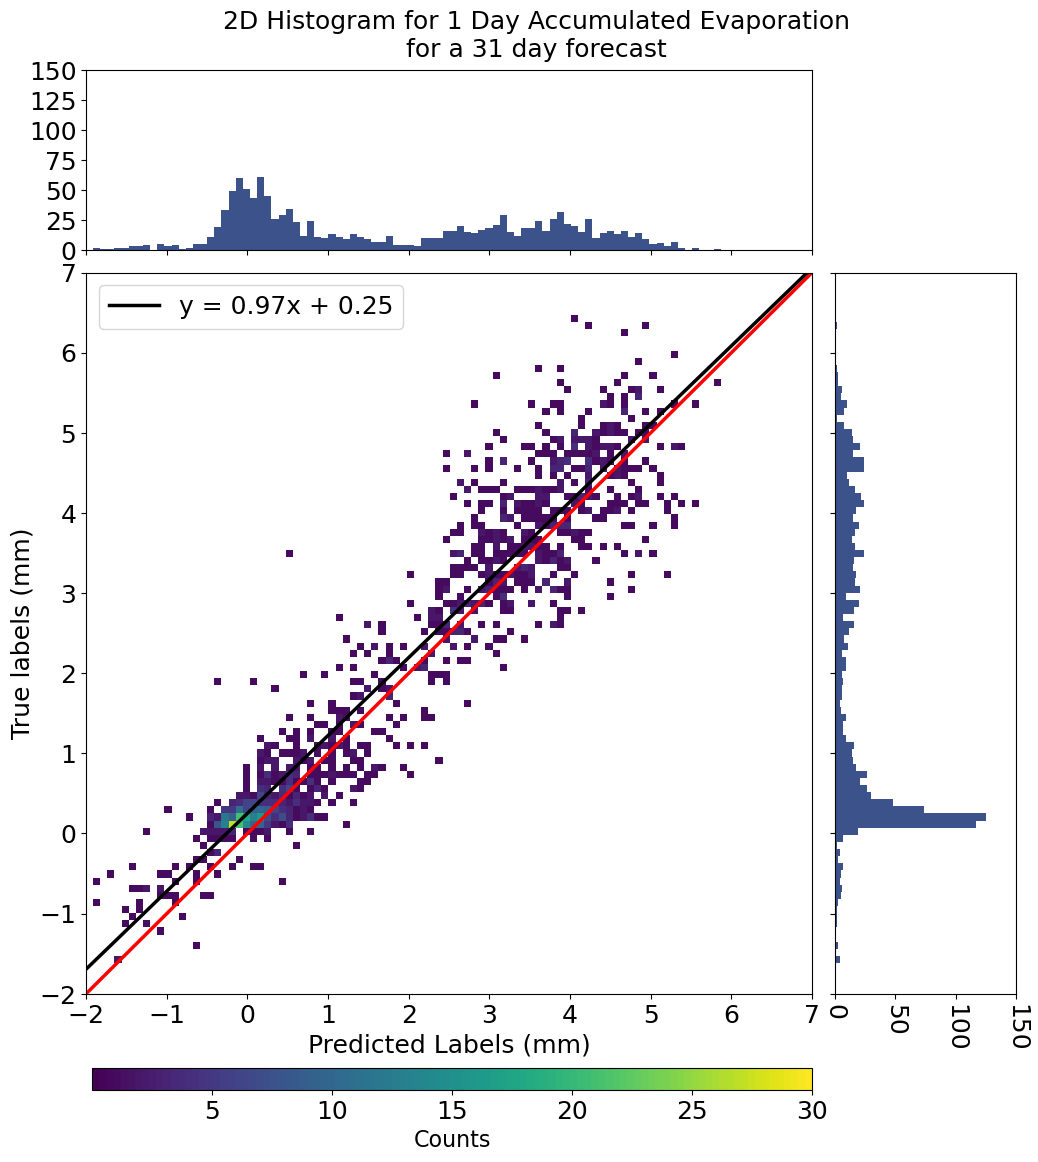 2D Histogram for 1 Day Accumulated Evaporation
for a 31 day forecast
150
125
100
75
50
25
0
7
6
5
4
3
2
1
0
−1
−2
True labels (mm)
y = 0.97x + 0.25
−2 −1 0 1 2 3 4 5 6 7
Predicted Labels (mm)
0 50 100 150
5 10 15 20 25 30
Counts